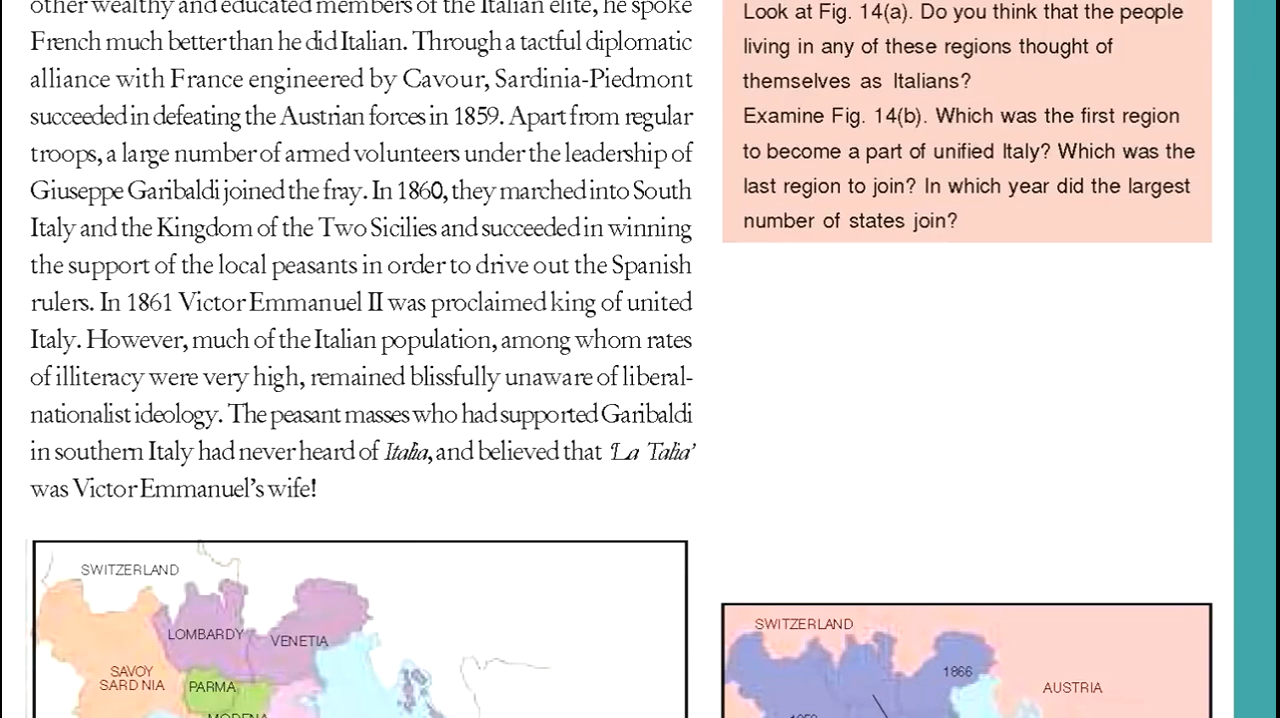 other wealthy and educated members of the Italian elite, he spoke
French much better than he did Italian. Through a tactful diplomatic
alliance with France engineered by Cavour, Sardinia-Piedmont
succeeded in defeating the Austrian forces in 1859. Apart from regular
troops, a large number of armed volunteers under the leadership of
Giuseppe Garibaldi joined the fray. In 1860, they marched into South
Italy and the Kingdom of the Two Sicilies and succeeded in winning
the support of the local peasants in order to drive out the Spanish
rulers. In 1861 Victor Emmanuel II was proclaimed king of united
Italy. However, much of the Italian population, among whom rates
of illiteracy were very high, remained blissfully unaware of liberal-
nationalist ideology. The peasant masses who had supported Garibaldi
in southern Italy had never heard of Italia, and believed that ‘La Talia’
was Victor Emmanuel’s wife!
Look at Fig. 14(a). Do you think that the people
living in any of these regions thought of
themselves as Italians?
Examine Fig. 14(b). Which was the first region
to become a part of unified Italy? Which was the
last region to join? In which year did the largest
number of states join?
SWITZERLAND
LOMBARDY
VENETIA
SAVOY
SARDINIA
PARMA
MODENA
SWITZERLAND
1866
AUSTRIA